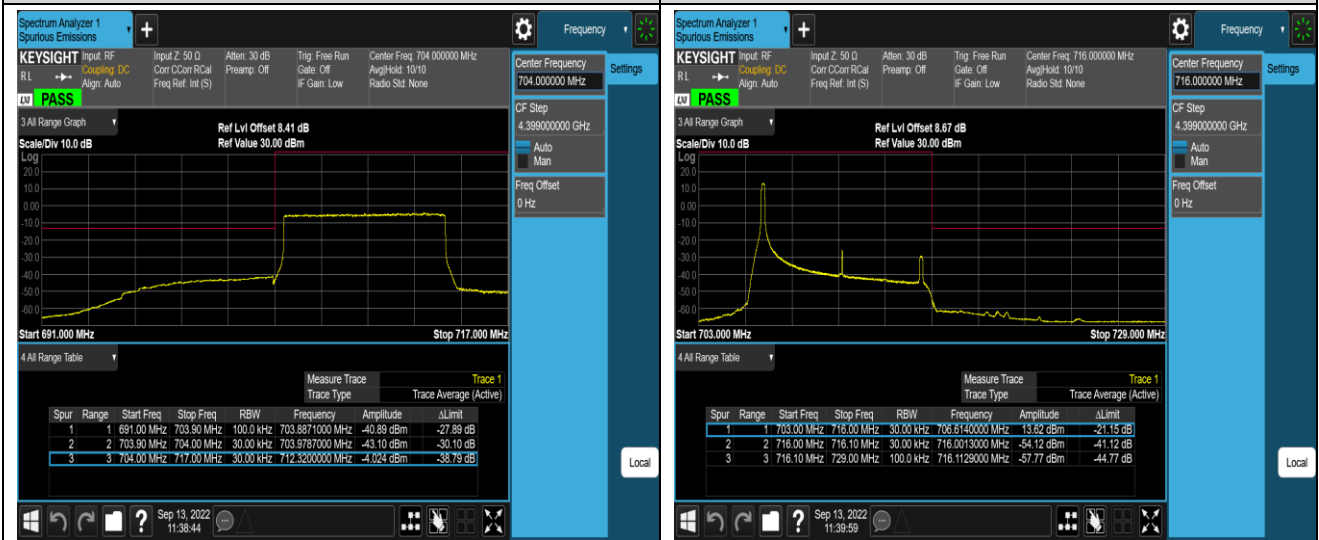 Spectrum Analyzer 1
Spurious Emissions
+
Frequency
KEYSIGHT Input: RF
Coupling: DC
Align: Auto
Input Z: 50 Ω
Corr CCorr RCal
Freq Ref: Int (S)
Atten: 30 dB
Preamp: Off
Trig: Free Run
Gate: Off
IF Gain: Low
Center Freq: 704.000000 MHz
Avg|Hold: 10/10
Radio Std: None
RL
LXI PASS
Center Frequency
704.000000 MHz
Settings
CF Step
4.399000000 GHz
Auto
Man
Freq Offset
0 Hz
3 All Range Graph
Ref Lvl Offset 8.41 dB
Scale/Div 10.0 dB Ref Value 30.00 dBm
Log
20.0
10.0
0.00
-10.0
-20.0
-30.0
-40.0
-50.0
-60.0
Start 691.000 MHz Stop 717.000 MHz
4 All Range Table
Measure Trace Trace 1
Trace Type Trace Average (Active)
Spur Range Start Freq Stop Freq RBW Frequency Amplitude ΔLimit
1 1 691.00 MHz 703.90 MHz 100.0 kHz 703.8871000 MHz -40.89 dBm -27.89 dB
2 2 703.90 MHz 704.00 MHz 30.00 kHz 703.9787000 MHz -43.10 dBm -30.10 dB
3 3 704.00 MHz 717.00 MHz 30.00 kHz 712.3200000 MHz -4.024 dBm -38.79 dB
Local
? Sep 13, 2022
11:38:44
Spectrum Analyzer 1
Spurious Emissions
+
Frequency
KEYSIGHT Input: RF
Coupling: DC
Align: Auto
Input Z: 50 Ω
Corr CCorr RCal
Freq Ref: Int (S)
Atten: 30 dB
Preamp: Off
Trig: Free Run
Gate: Off
IF Gain: Low
Center Freq: 716.000000 MHz
Avg|Hold: 10/10
Radio Std: None
RL
LXI PASS
Center Frequency
716.000000 MHz
Settings
CF Step
4.399000000 GHz
Auto
Man
Freq Offset
0 Hz
3 All Range Graph
Ref Lvl Offset 8.67 dB
Scale/Div 10.0 dB Ref Value 30.00 dBm
Log
20.0
10.0
0.00
-10.0
-20.0
-30.0
-40.0
-50.0
-60.0
Start 703.000 MHz Stop 729.000 MHz
4 All Range Table
Measure Trace Trace 1
Trace Type Trace Average (Active)
Spur Range Start Freq Stop Freq RBW Frequency Amplitude ΔLimit
1 1 703.00 MHz 716.00 MHz 30.00 kHz 706.6140000 MHz 13.62 dBm -21.15 dB
2 2 716.00 MHz 716.10 MHz 30.00 kHz 716.0013000 MHz -54.12 dBm -41.12 dB
3 3 716.10 MHz 729.00 MHz 100.0 kHz 716.1129000 MHz -57.77 dBm -44.77 dB
Local
? Sep 13, 2022
11:39:59